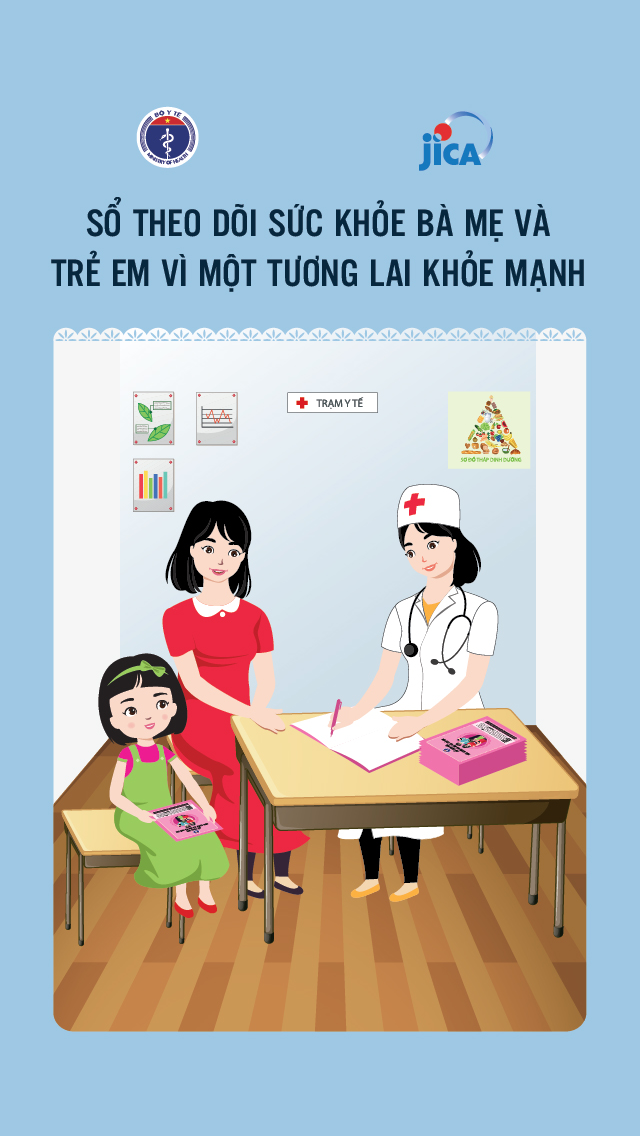 BỘ Y TẾ
MINISTRY OF HEALTH
jICA
SỔ THEO DÕI SỨC KHỎE BÀ MẸ VÀ
TRẺ EM VÌ MỘT TƯƠNG LAI KHỎE MẠNH
TRẠM Y TẾ
SƠ ĐỒ THÁP DINH DƯỠNG